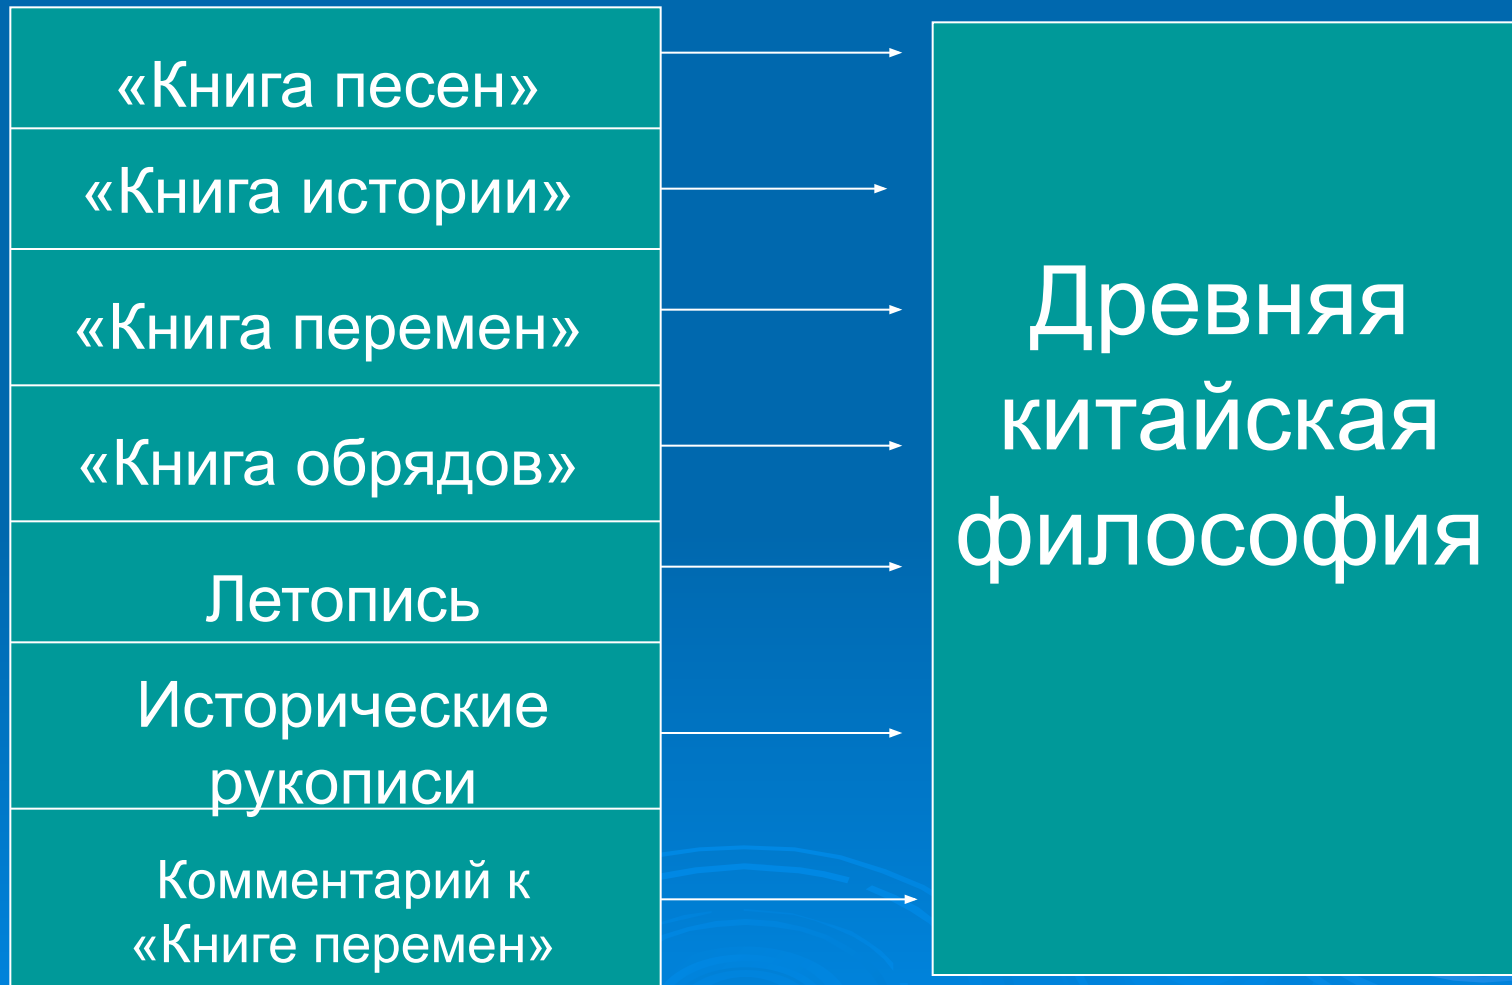 «Книга песен»
«Книга истории»
«Книга перемен»
«Книга обрядов»
Летопись
Исторические
рукописи
Комментарий к
«Книге перемен»
Древняя
китайская
философия